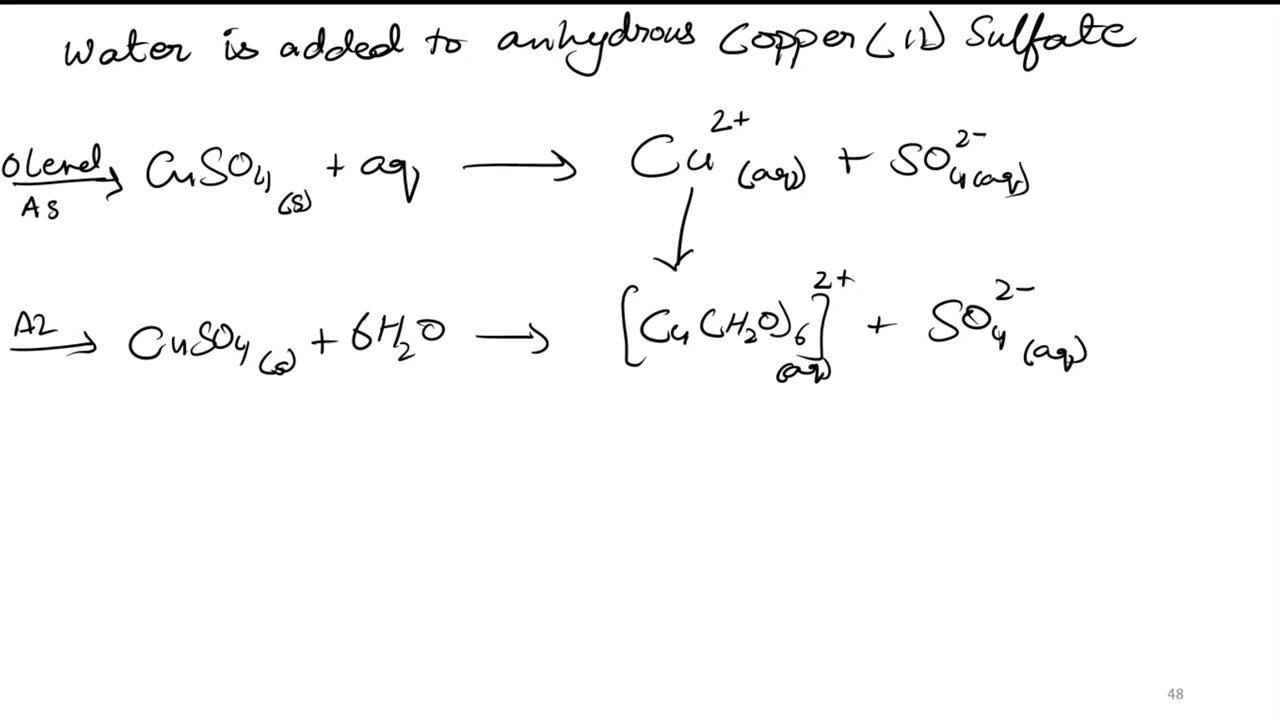 Water is added to anhydrous Copper (II) Sulfate
O Level AS → CuSO₄ (s) + aq → Cu²⁺ (aq) + SO₄²⁻ (aq)
↓
A2 → CuSO₄ (s) + 6H₂O → [Cu(H₂O)₆]²⁺ (aq) + SO₄²⁻ (aq)
48